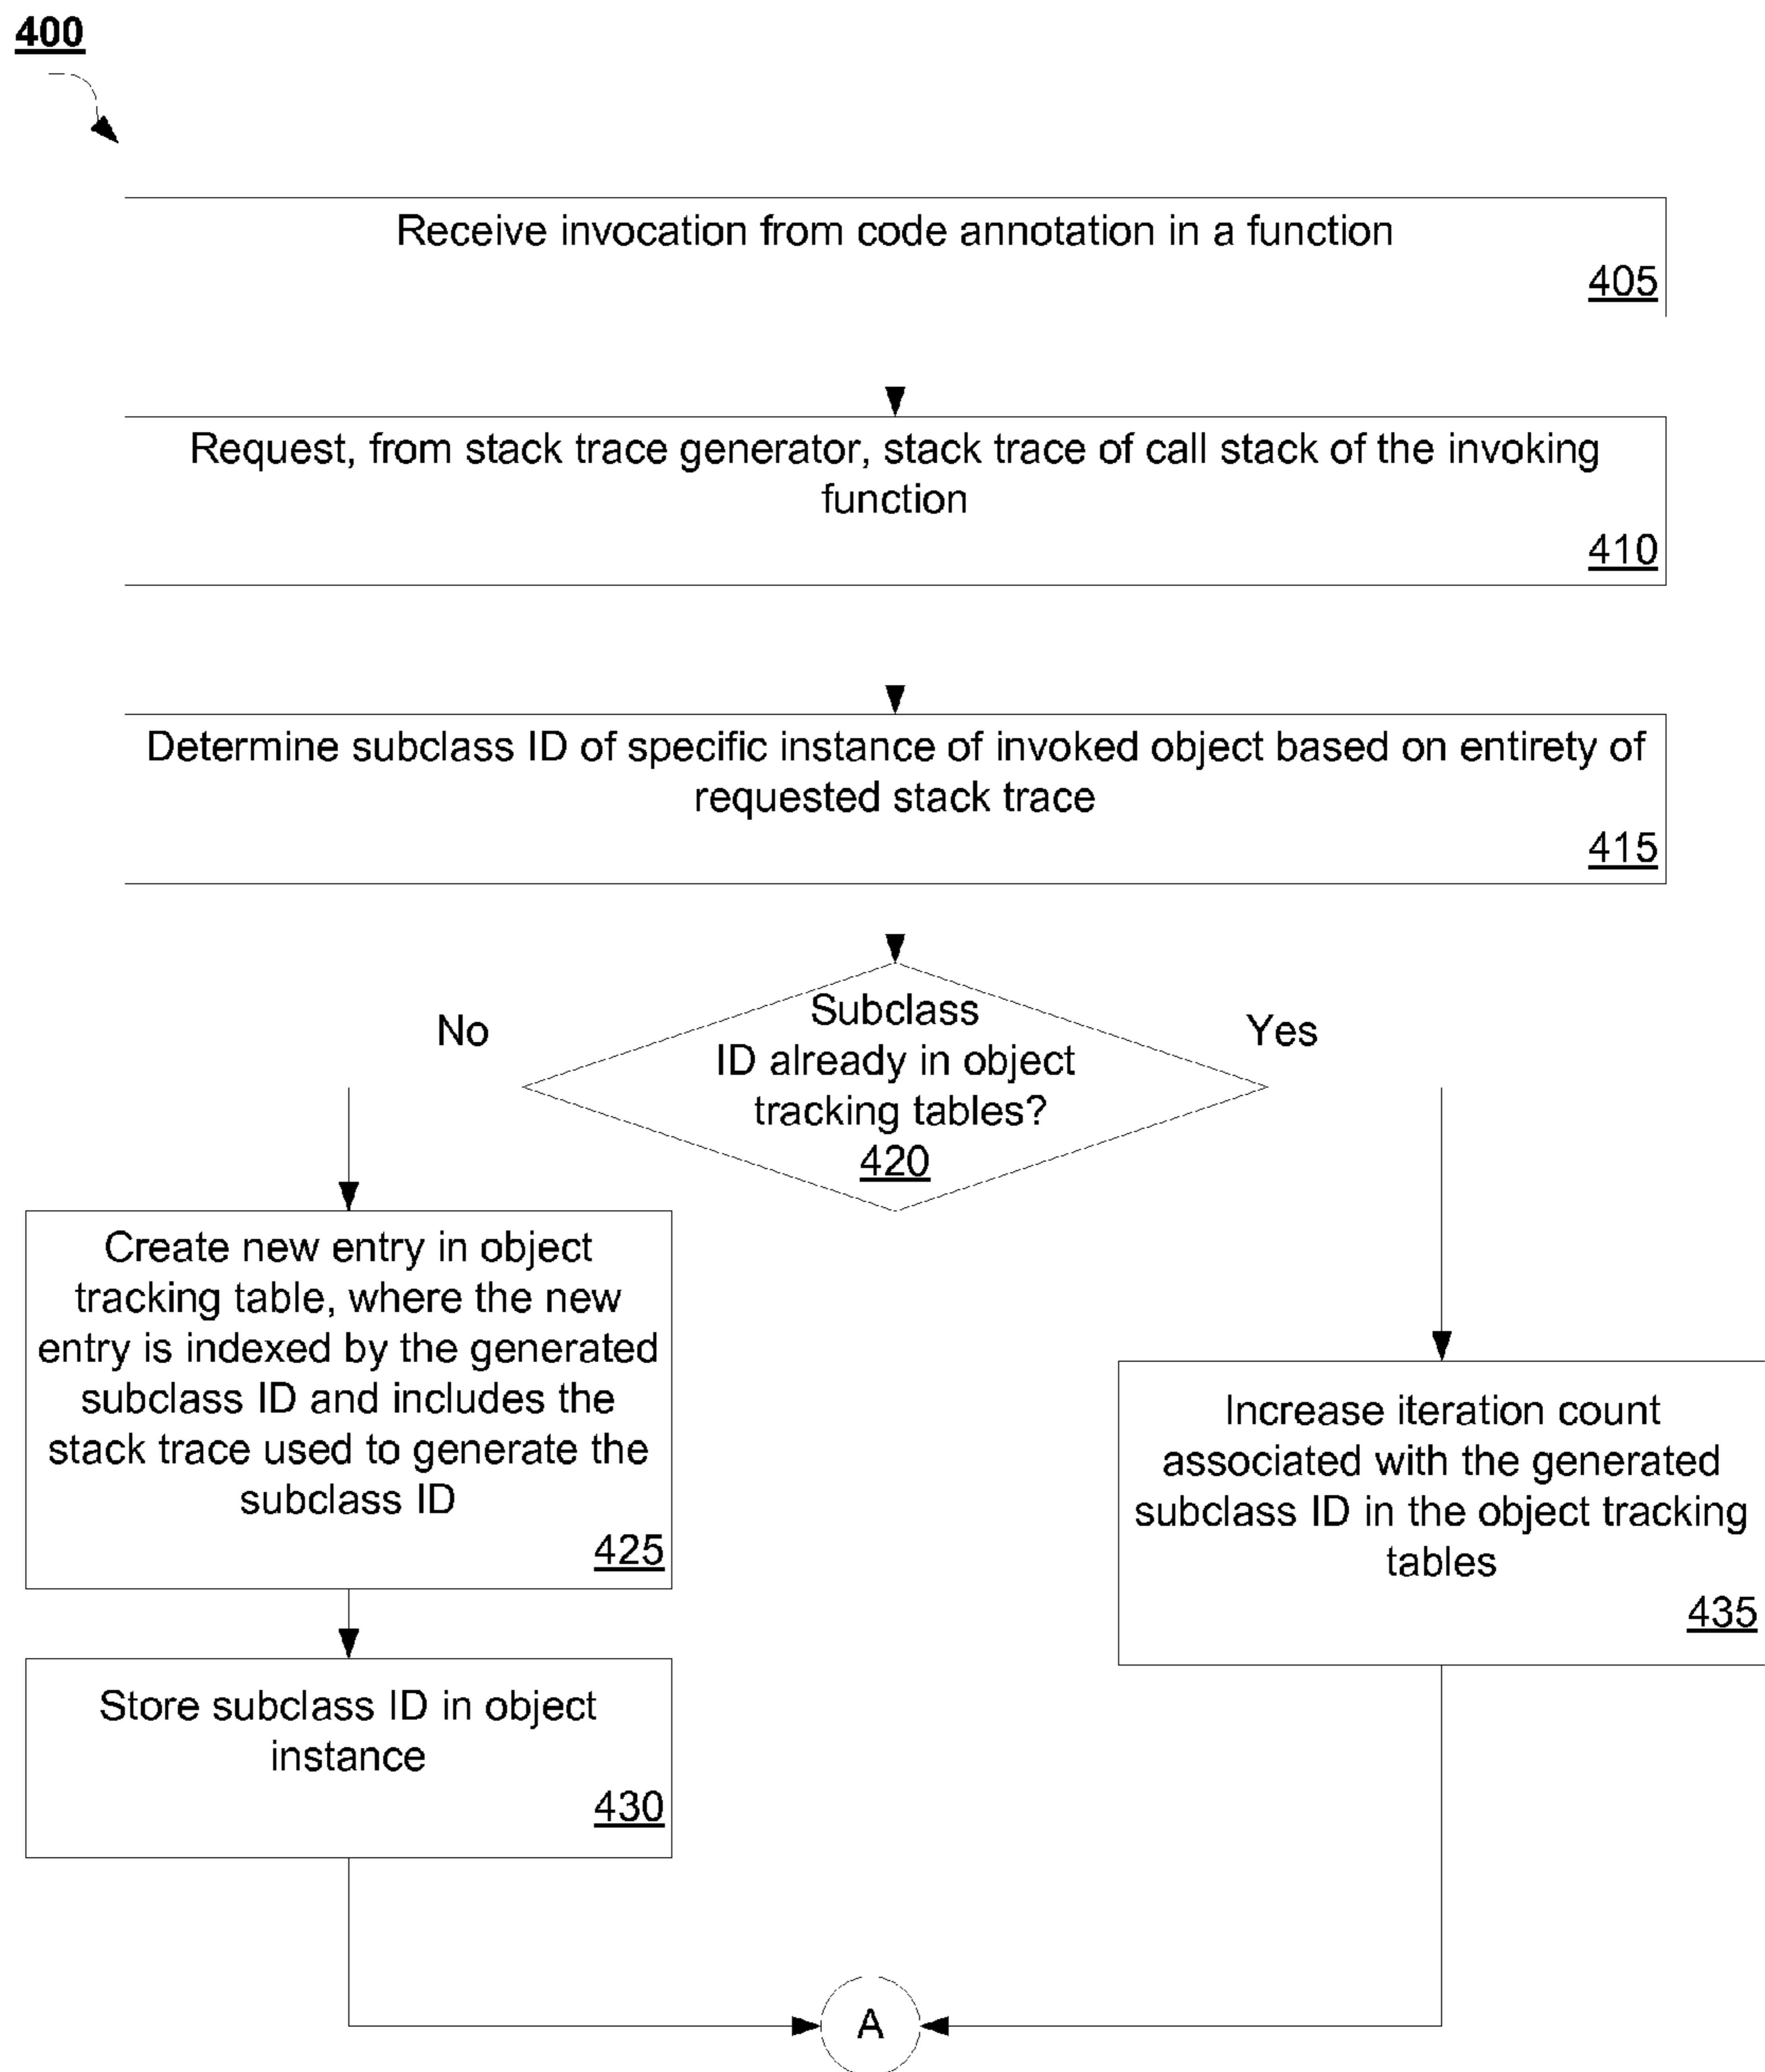 400
Receive invocation from code annotation in a function
405
Request, from stack trace generator, stack trace of call stack of the invoking
function
410
Determine subclass ID of specific instance of invoked object based on entirety of
requested stack trace
415
No
Subclass
ID already in object
tracking tables?
420
Yes
Create new entry in object
tracking table, where the new
entry is indexed by the generated
subclass ID and includes the
stack trace used to generate the
subclass ID
425
Increase iteration count
associated with the generated
subclass ID in the object tracking
tables
435
Store subclass ID in object
instance
430
A